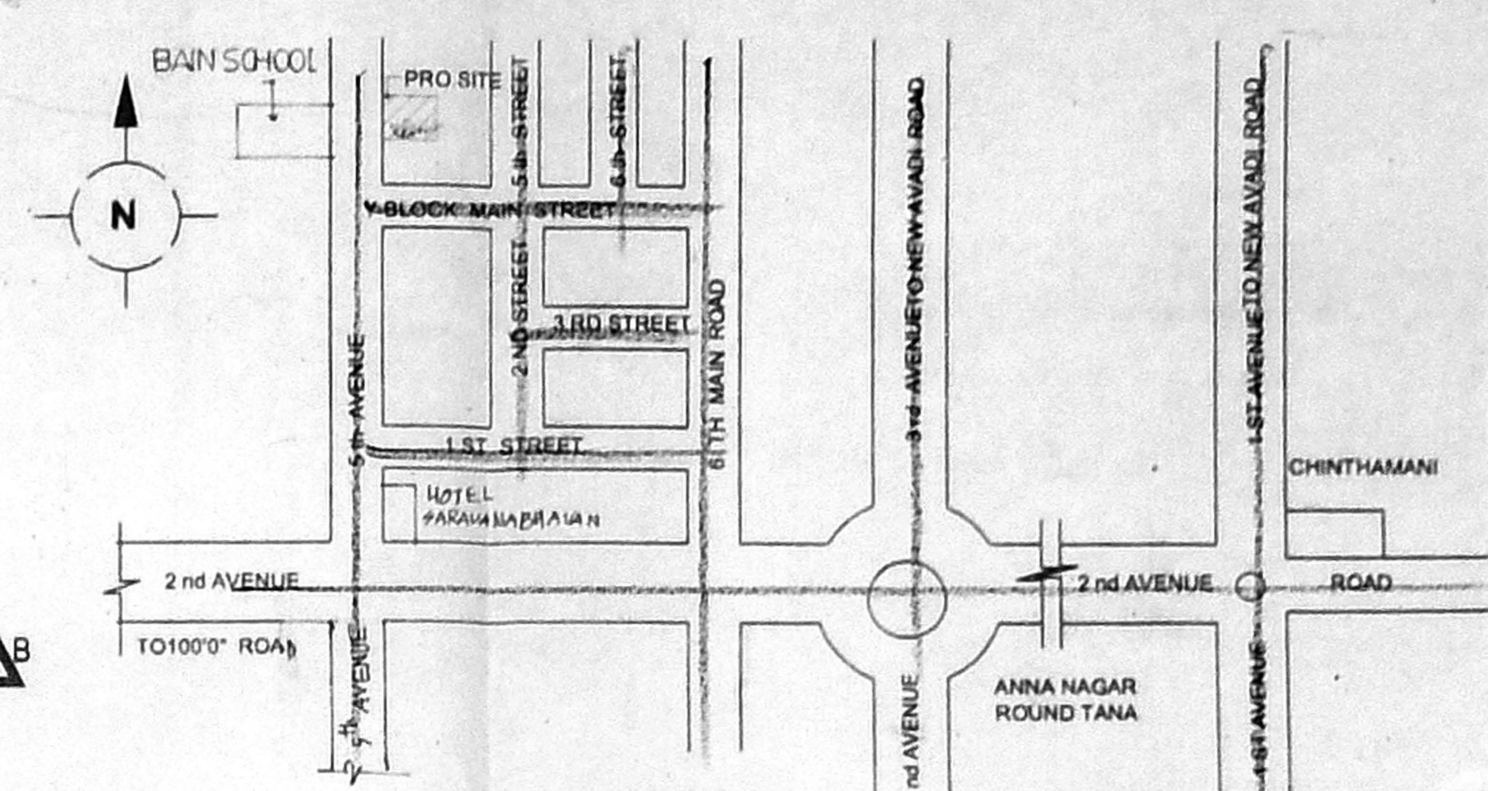 BAIN SCHOOL
N
PRO SITE
5 th STREET
6 th STREET
Y-BLOCK MAIN STREET
2 ND STREET
3 RD STREET
5 th AVENUE
1 ST STREET
6 TH MAIN ROAD
HOTEL
SARAVANABHAVAN
3rd AVENUE TO NEW AVADI ROAD
1 ST AVENUE TO NEW AVADI ROAD
CHINTHAMANI
2 nd AVENUE
2 nd AVENUE
ROAD
TO100'0" ROAD
B
AVENUE
nd AVENUE
ANNA NAGAR
ROUND TANA
1 ST AVENUE